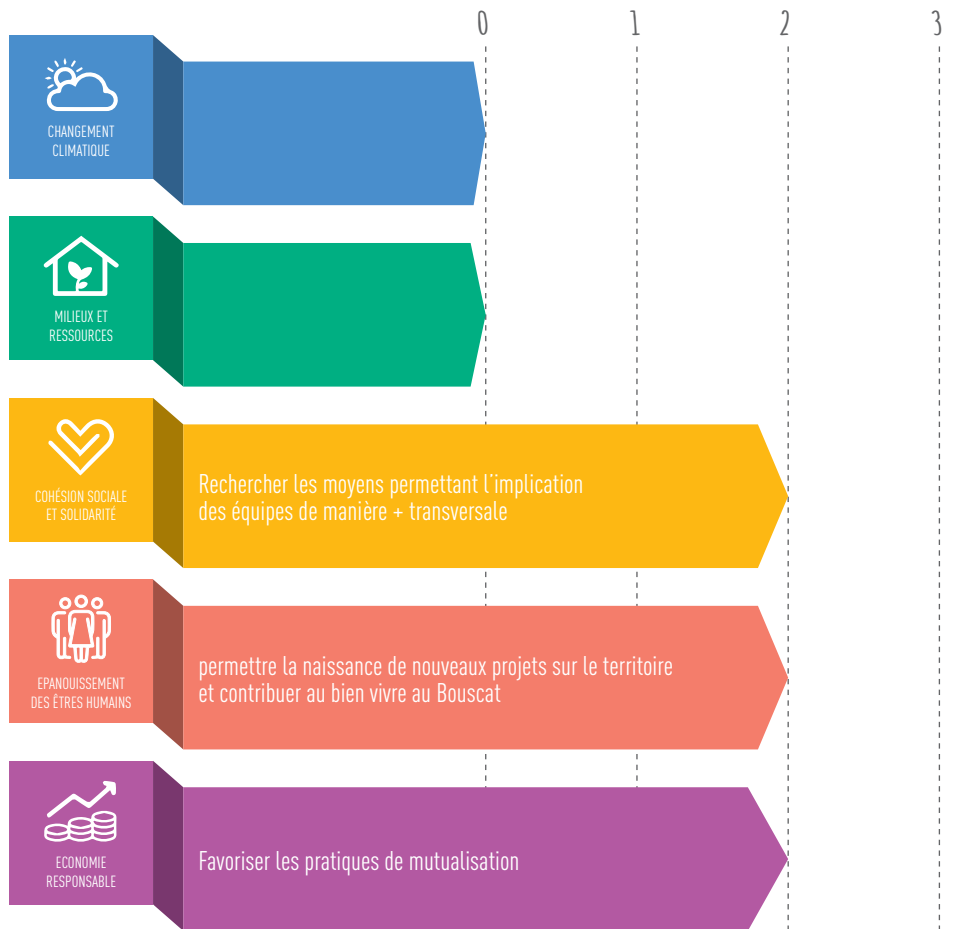 0 1 2 3
CHANGEMENT
CLIMATIQUE
MILIEUX ET
RESSOURCES
COHÉSION SOCIALE
ET SOLIDARITÉ
Rechercher les moyens permettant l'implication
des équipes de manière + transversale
EPANOUISSEMENT
DES ÊTRES HUMAINS
permettre la naissance de nouveaux projets sur le territoire
et contribuer au bien vivre au Bouscat
ECONOMIE
RESPONSABLE
Favoriser les pratiques de mutualisation